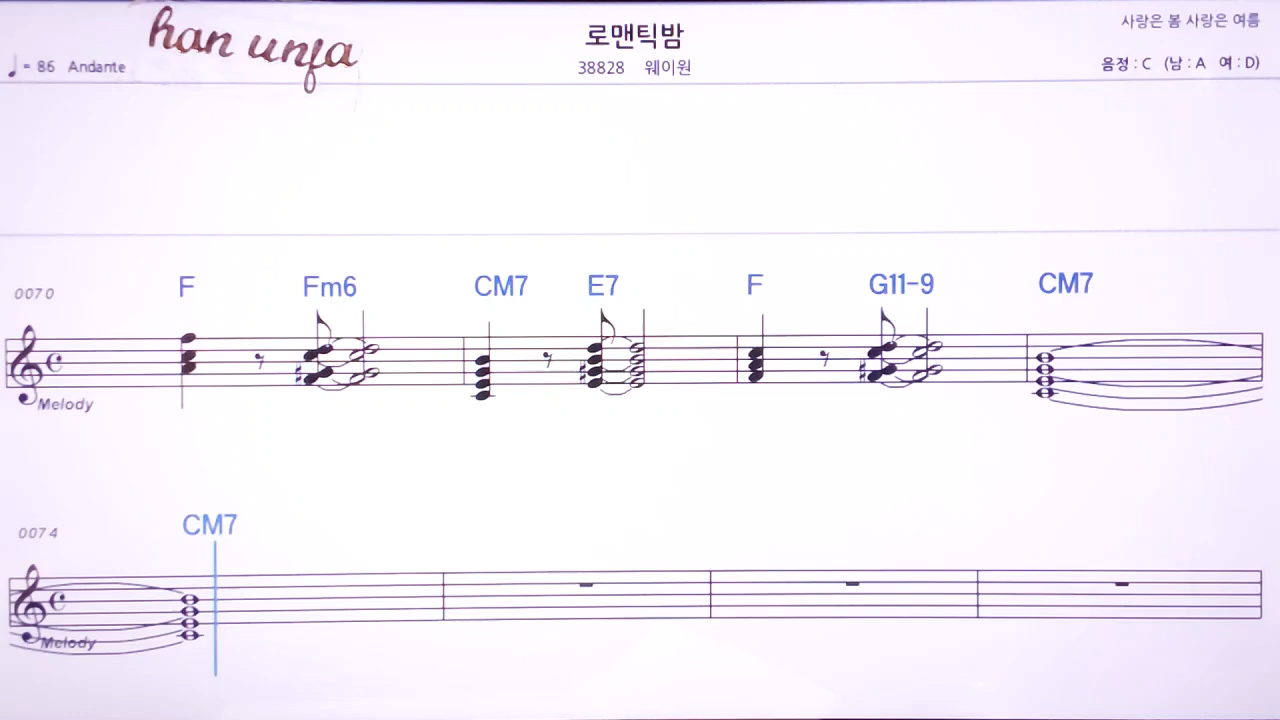 han unfa
로맨틱밤
사랑은 봄 사랑은 여름
♩ = 86 Andante
38828 웨이원
음정 : C (남 : A 여 : D)
0070 F Fm6 CM7 E7 F G11-9 CM7
Melody
0074 CM7
Melody